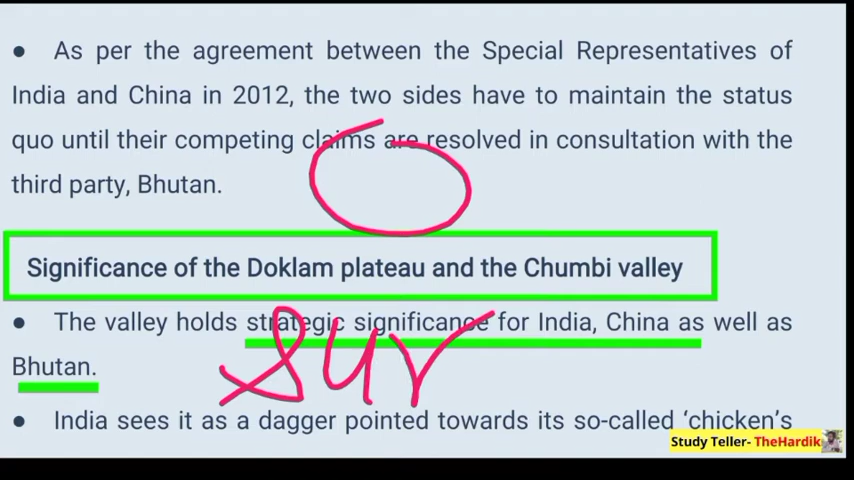 ● As per the agreement between the Special Representatives of
India and China in 2012, the two sides have to maintain the status
quo until their competing claims are resolved in consultation with the
third party, Bhutan.
Significance of the Doklam plateau and the Chumbi valley
● The valley holds strategic significance for India, China as well as
Bhutan.
● India sees it as a dagger pointed towards its so-called ‘chicken’s
Study Teller- TheHardik